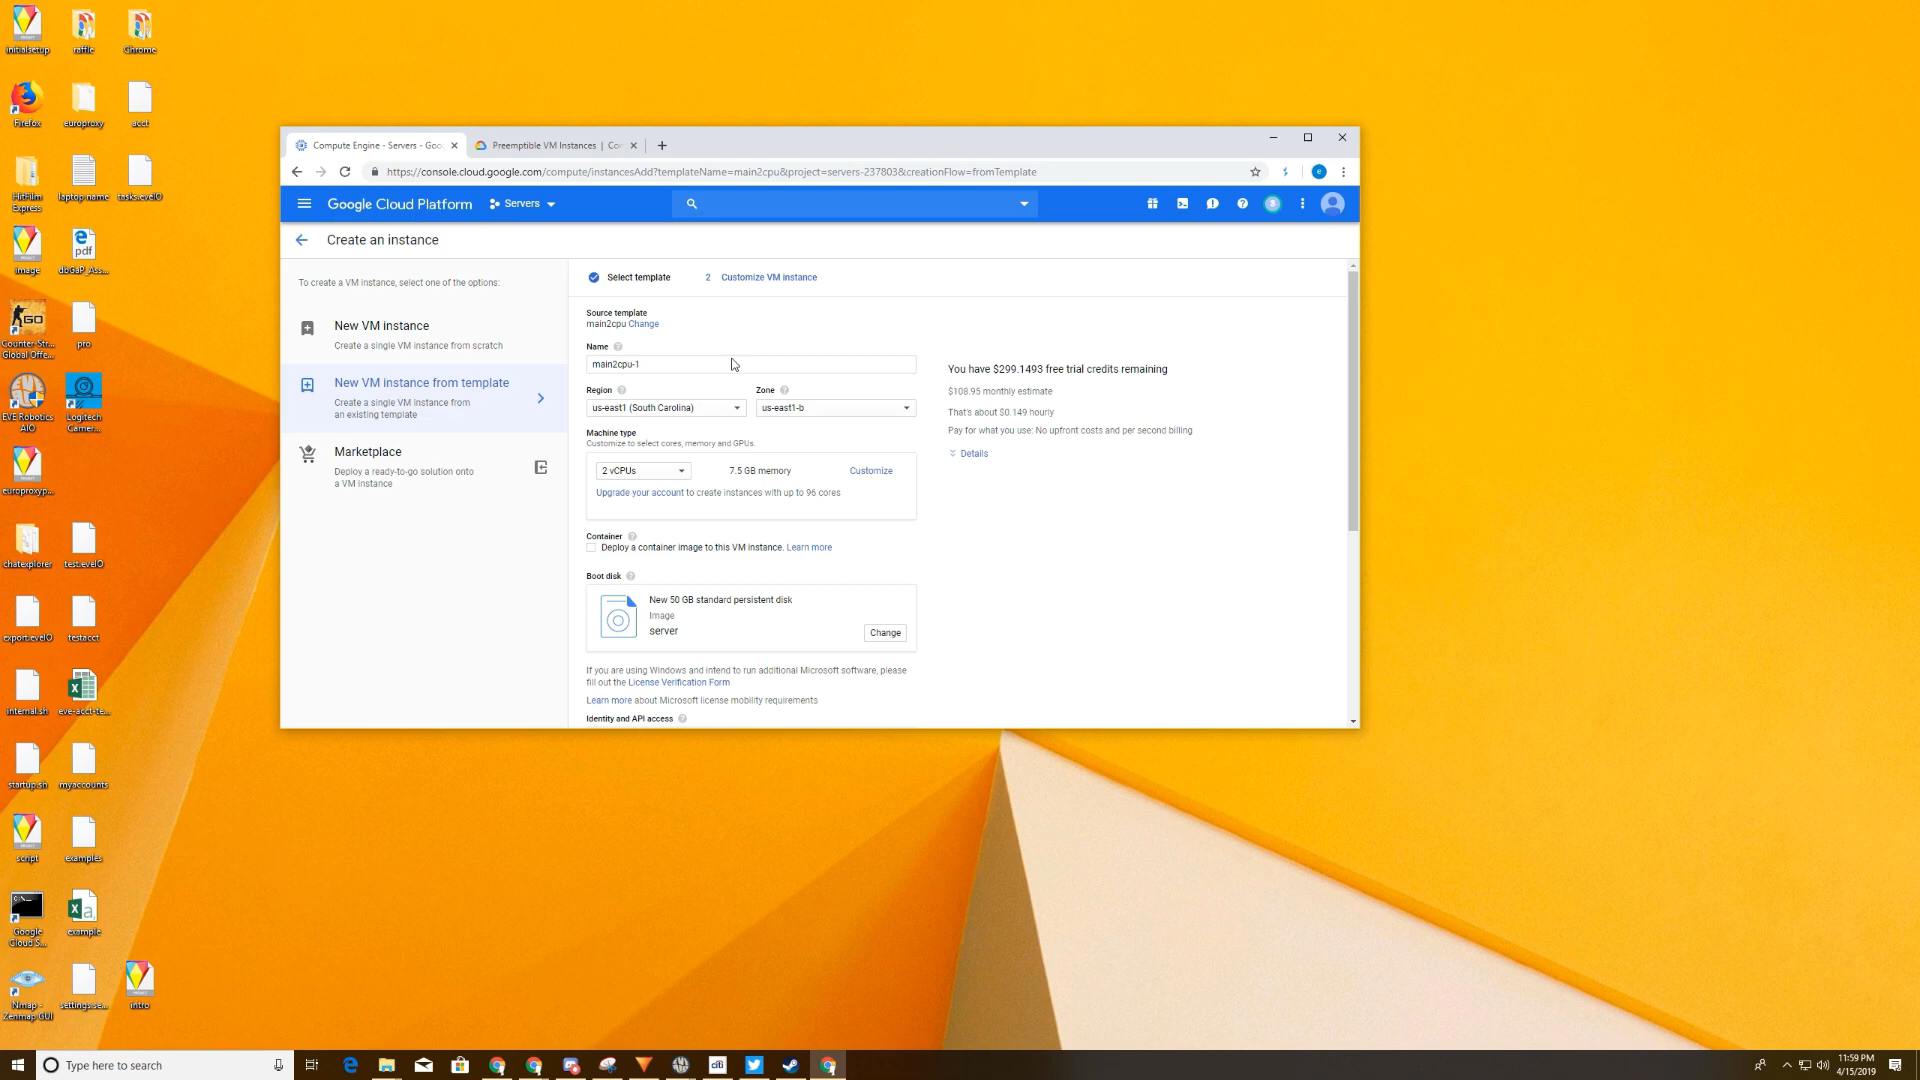 initialsetup
raffle
Chrome
Firefox
europroxy
acct
HitFilm
Express
laptop-name
tasks.eveIO
image
dbGaP_Ass...
Counter-Str...
Global Offe...
pro
EVE Robotics
AIO
Logitech
Camer...
europroxyp...
chatexplorer
test.eveIO
export.eveIO
testacct
internal.sh
eve-acct-te...
startup.sh
myaccounts
script
examples
Google
Cloud S...
example
Nmap -
Zenmap GUI
settings.se...
intro
Compute Engine - Servers - Goo
Preemptible VM Instances | Co
https://console.cloud.google.com/compute/instancesAdd?templateName=main2cpu&project=servers-237803&creationFlow=fromTemplate
Google Cloud Platform
Servers
3
Create an instance
To create a VM instance, select one of the options:
New VM instance
Create a single VM instance from scratch
New VM instance from template
Create a single VM instance from
an existing template
Marketplace
Deploy a ready-to-go solution onto
a VM instance
Select template
2 Customize VM instance
Source template
main2cpu Change
Name
main2cpu-1
Region
Zone
us-east1 (South Carolina)
us-east1-b
Machine type
Customize to select cores, memory and GPUs.
2 vCPUs
7.5 GB memory
Customize
Upgrade your account to create instances with up to 96 cores
Container
Deploy a container image to this VM instance. Learn more
Boot disk
New 50 GB standard persistent disk
Image
server
Change
If you are using Windows and intend to run additional Microsoft software, please
fill out the License Verification Form
Learn more about Microsoft license mobility requirements
Identity and API access
You have $299.1493 free trial credits remaining
$108.95 monthly estimate
That's about $0.149 hourly
Pay for what you use: No upfront costs and per second billing
Details
Type here to search
citi
11:59 PM
4/15/2019